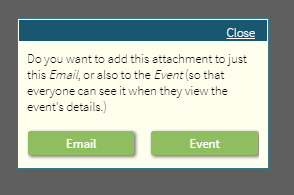 Close
Do you want to add this attachment to just
this Email, or also to the Event (so that
everyone can see it when they view the
event's details.)
Email Event